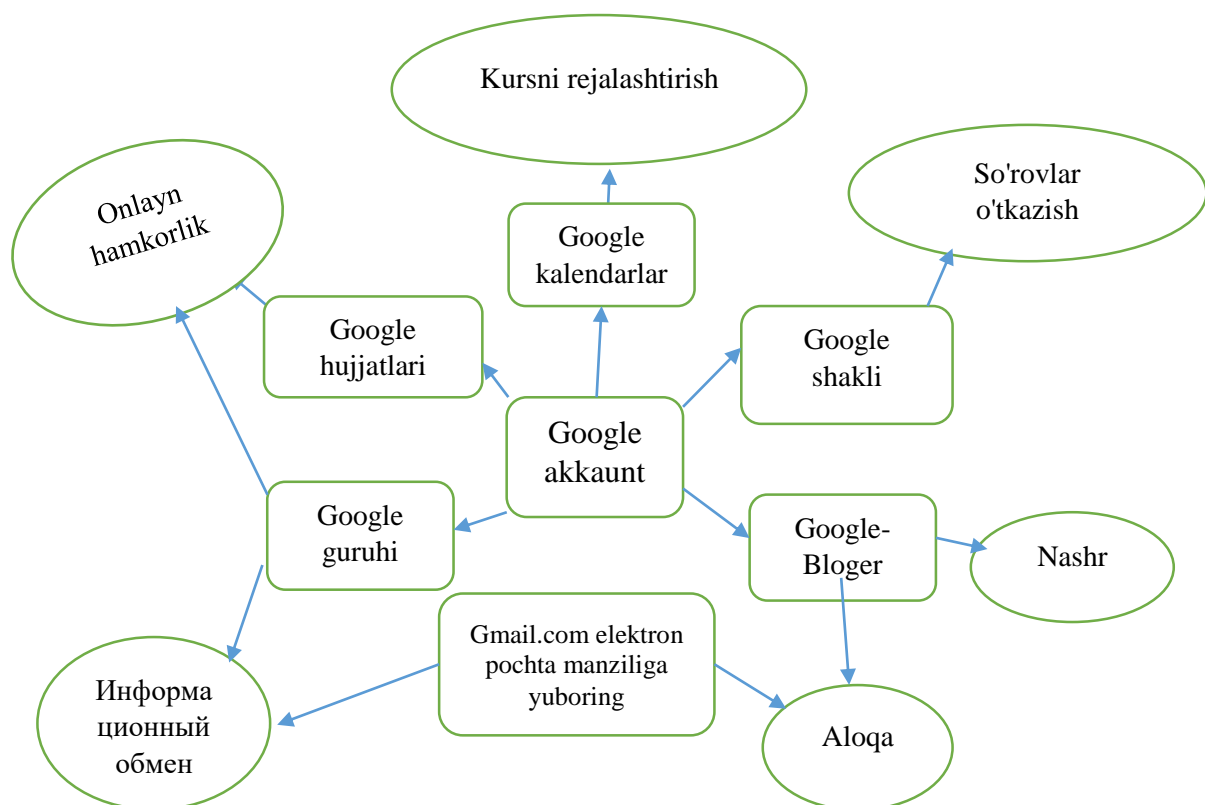 Kursni rejalashtirish
So'rovlar
o'tkazish
Onlayn
hamkorlik
Google
kalendarlar
Google
hujjatlari
Google
shakli
Google
akkaunt
Google
guruhi
Google-
Bloger
Nashr
Gmail.com elektron
pochta manziliga
yuboring
Информа
ционный
обмен
Aloqa